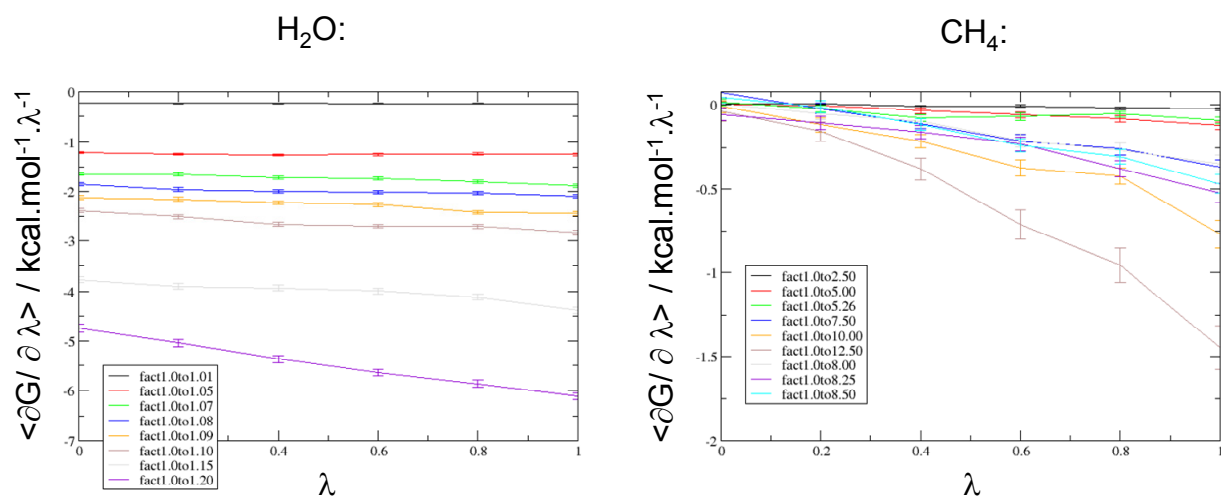 H₂O:
CH₄:
<∂G/ ∂ λ> / kcal.mol⁻¹.λ⁻¹
0
-1
-2
-3
-4
-5
-6
-7
fact1.0to1.01
fact1.0to1.05
fact1.0to1.07
fact1.0to1.08
fact1.0to1.09
fact1.0to1.10
fact1.0to1.15
fact1.0to1.20
0 0.2 0.4 0.6 0.8 1
λ
<∂G/ ∂ λ> / kcal.mol⁻¹.λ⁻¹
0
-0.5
-1
-1.5
-2
fact1.0to2.50
fact1.0to5.00
fact1.0to5.26
fact1.0to7.50
fact1.0to10.00
fact1.0to12.50
fact1.0to8.00
fact1.0to8.25
fact1.0to8.50
0 0.2 0.4 0.6 0.8 1
λ